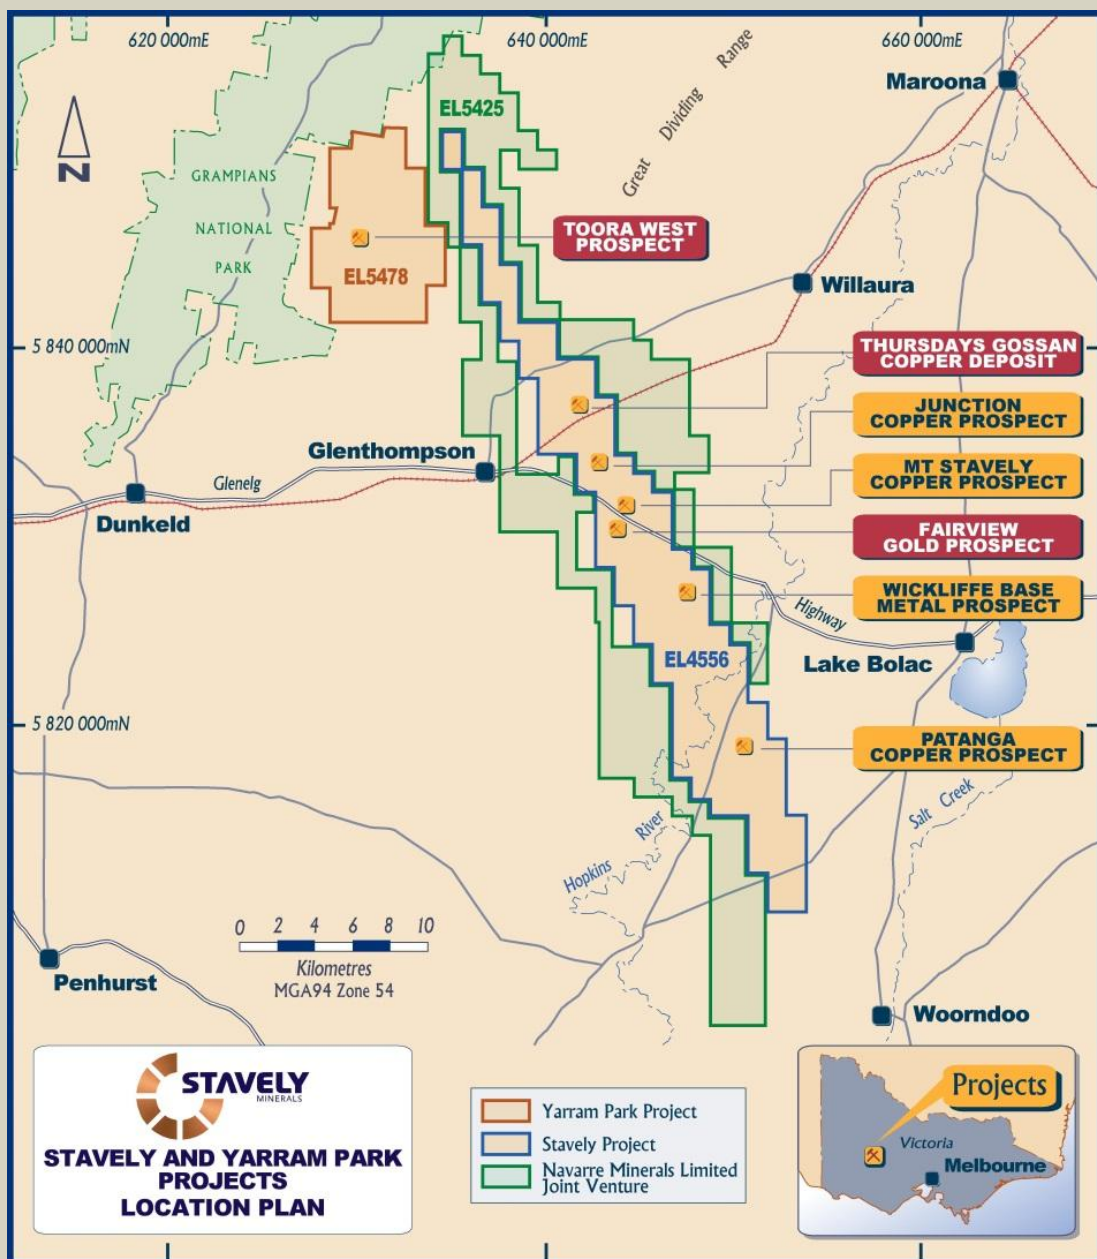 620 000mE
640 000mE
660 000mE
Great Dividing Range
Maroona
N
EL5425
GRAMPIANS
NATIONAL
PARK
TOORA WEST
PROSPECT
EL5478
Willaura
5 840 000mN
THURSDAYS GOSSAN
COPPER DEPOSIT
JUNCTION
COPPER PROSPECT
Glenthompson
MT STAVELY
COPPER PROSPECT
Glenelg
Dunkeld
FAIRVIEW
GOLD PROSPECT
WICKLIFFE BASE
METAL PROSPECT
Highway
EL4556
Lake Bolac
5 820 000mN
PATANGA
COPPER PROSPECT
Salt Creek
Hopkins River
0 2 4 6 8 10
Kilometres
MGA94 Zone 54
Penhurst
Woorndoo
STAVELY
MINERALS
STAVELY AND YARRAM PARK
PROJECTS
LOCATION PLAN
Yarram Park Project
Stavely Project
Navarre Minerals Limited
Joint Venture
Projects
Victoria
Melbourne